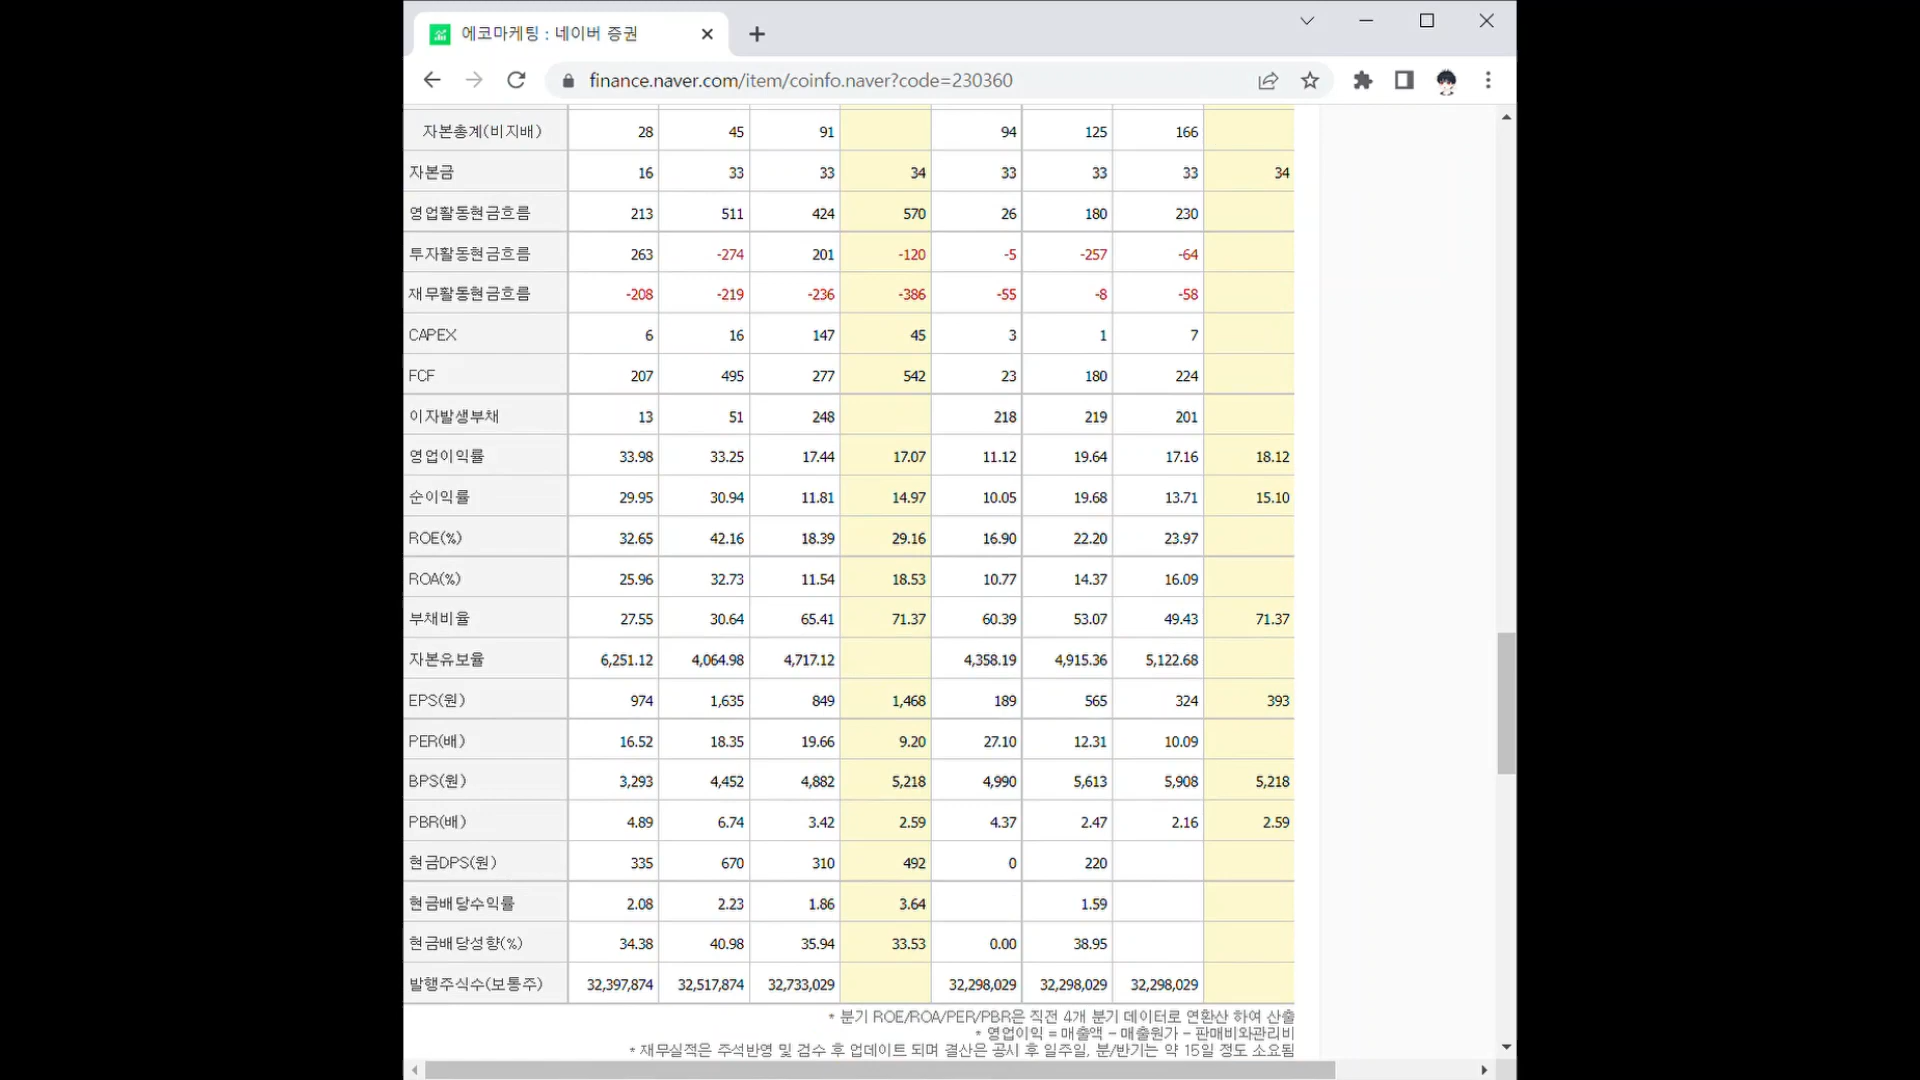 에코마케팅 : 네이버 증권
finance.naver.com/item/coinfo.naver?code=230360
자본총계(비지배) 28 45 91 94 125 166
자본금 16 33 33 34 33 33 33 34
영업활동현금흐름 213 511 424 570 26 180 230
투자활동현금흐름 263 -274 201 -120 -5 -257 -64
재무활동현금흐름 -208 -219 -236 -386 -55 -8 -58
CAPEX 6 16 147 45 3 1 7
FCF 207 495 277 542 23 180 224
이자발생부채 13 51 248 218 219 201
영업이익률 33.98 33.25 17.44 17.07 11.12 19.64 17.16 18.12
순이익률 29.95 30.94 11.81 14.97 10.05 19.68 13.71 15.10
ROE(%) 32.65 42.16 18.39 29.16 16.90 22.20 23.97
ROA(%) 25.96 32.73 11.54 18.53 10.77 14.37 16.09
부채비율 27.55 30.64 65.41 71.37 60.39 53.07 49.43 71.37
자본유보율 6,251.12 4,064.98 4,717.12 4,358.19 4,915.36 5,122.68
EPS(원) 974 1,635 849 1,468 189 565 324 393
PER(배) 16.52 18.35 19.66 9.20 27.10 12.31 10.09
BPS(원) 3,293 4,452 4,882 5,218 4,990 5,613 5,908 5,218
PBR(배) 4.89 6.74 3.42 2.59 4.37 2.47 2.16 2.59
현금DPS(원) 335 670 310 492 0 220
현금배당수익률 2.08 2.23 1.86 3.64 1.59
현금배당성향(%) 34.38 40.98 35.94 33.53 0.00 38.95
발행주식수(보통주) 32,397,874 32,517,874 32,733,029 32,298,029 32,298,029 32,298,029
* 분기 ROE/ROA/PER/PBR은 직전 4개 분기 데이터로 연환산 하여 산출
* 영업이익 = 매출액 - 매출원가 - 판매비와관리비
* 재무실적은 주석반영 및 검수 후 업데이트 되며 결산은 공시 후 일주일, 분/반기는 약 15일 정도 소요됨